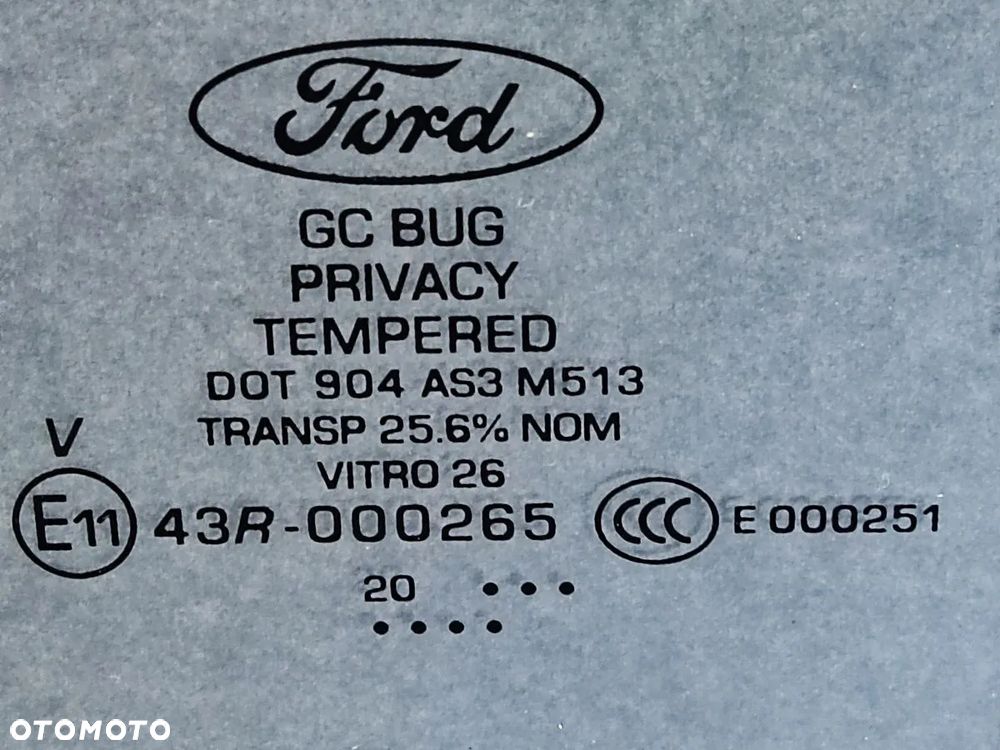 Ford
GC BUG
PRIVACY
TEMPERED
DOT 904 AS3 M513
V TRANSP 25.6% NOM
VITRO 26
E11 43R-000265 CCC E 000251
20 • • •
• • • •
OTOMOTO